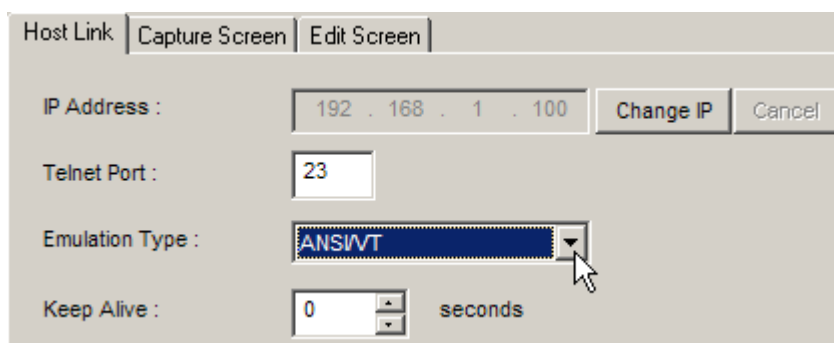 Host Link Capture Screen Edit Screen
IP Address : 192 . 168 . 1 . 100 Change IP Cancel
Telnet Port : 23
Emulation Type : ANSI/VT
Keep Alive : 0 seconds